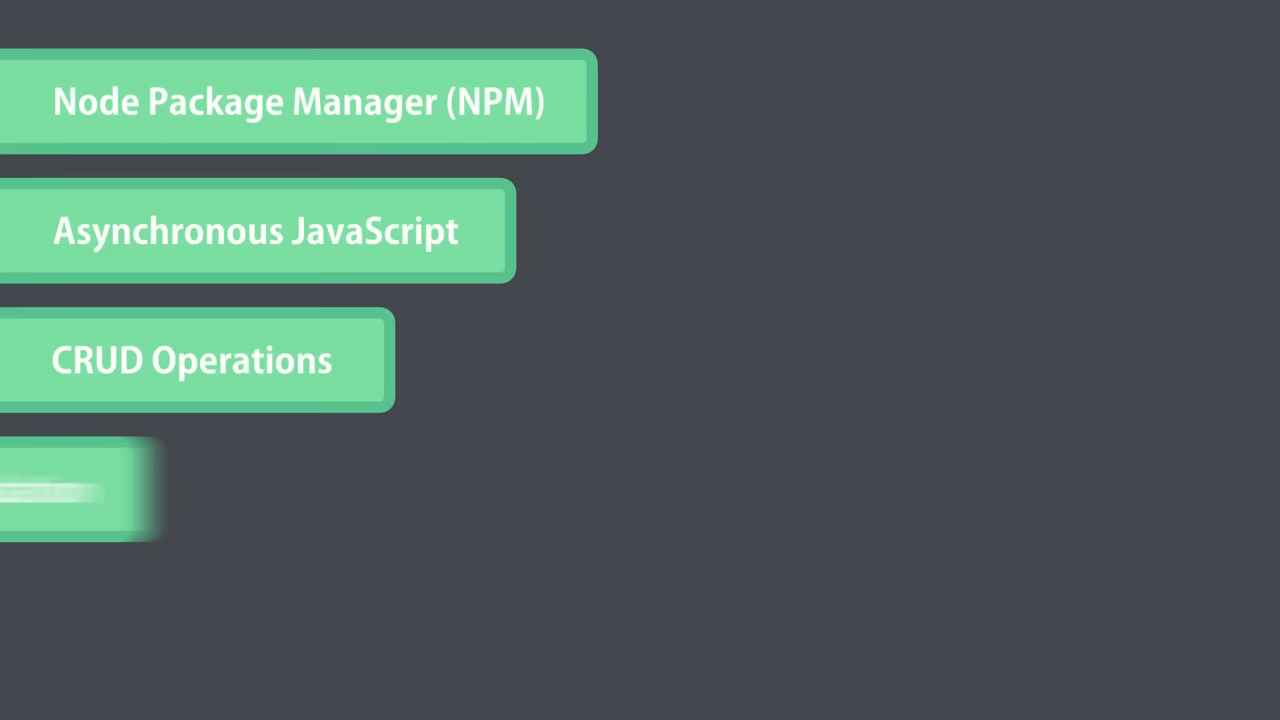 Node Package Manager (NPM)
Asynchronous JavaScript
CRUD Operations